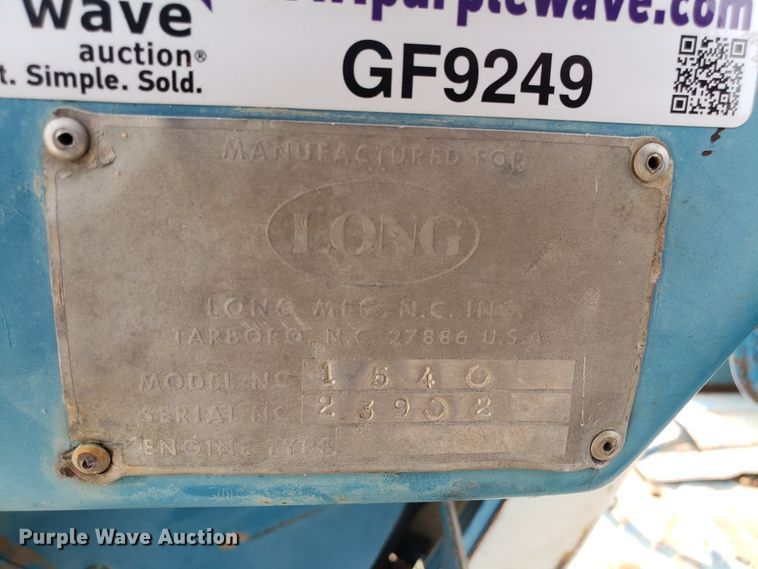 wave
purplewave.com
auction®
t. Simple. Sold.
GF9249
MANUFACTURED FOR
LONG
LONG MFG. N.C. INC.
TARBORO, N.C. 27886 U.S.A.
MODEL NO 1540
SERIAL NO 23902
ENGINE TYPE
Purple Wave Auction